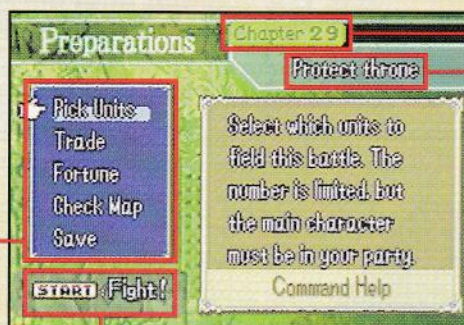 Preparations
Chapter 29
Protect throne
Pick Units
Trade
Fortune
Check Map
Save
START : Fight!
Select which units to
field this battle. The
number is limited, but
the main character
must be in your party.
Command Help